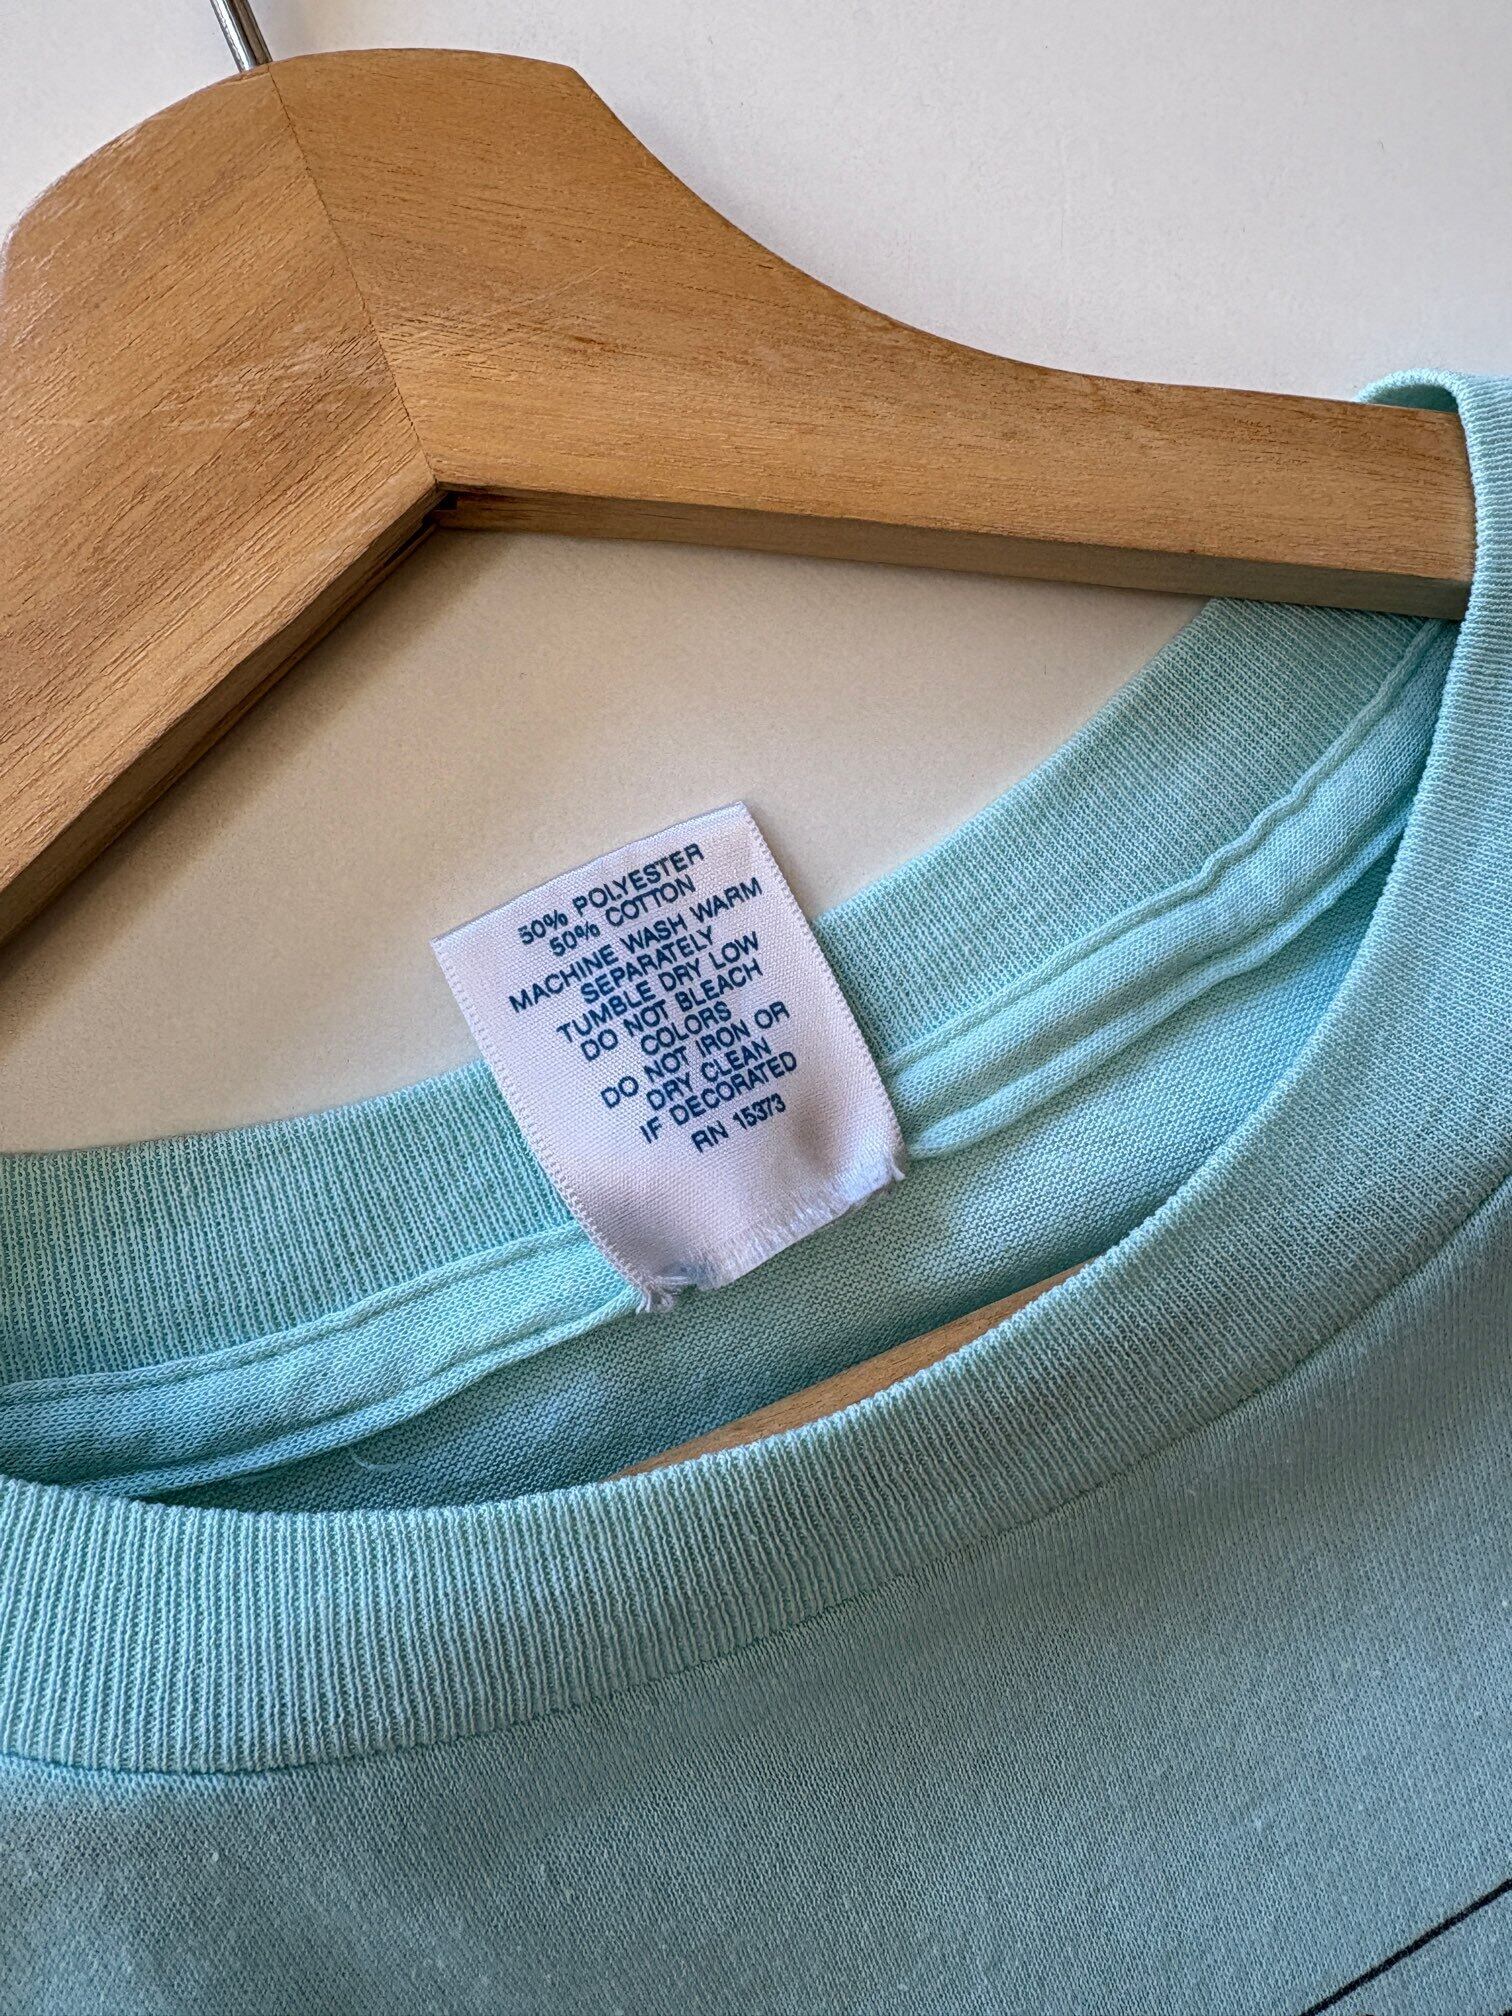 50% POLYESTER
50% COTTON
MACHINE WASH WARM
SEPARATELY
TUMBLE DRY LOW
DO NOT BLEACH
COLORS
DO NOT IRON OR
DRY CLEAN
IF DECORATED
RN 15373